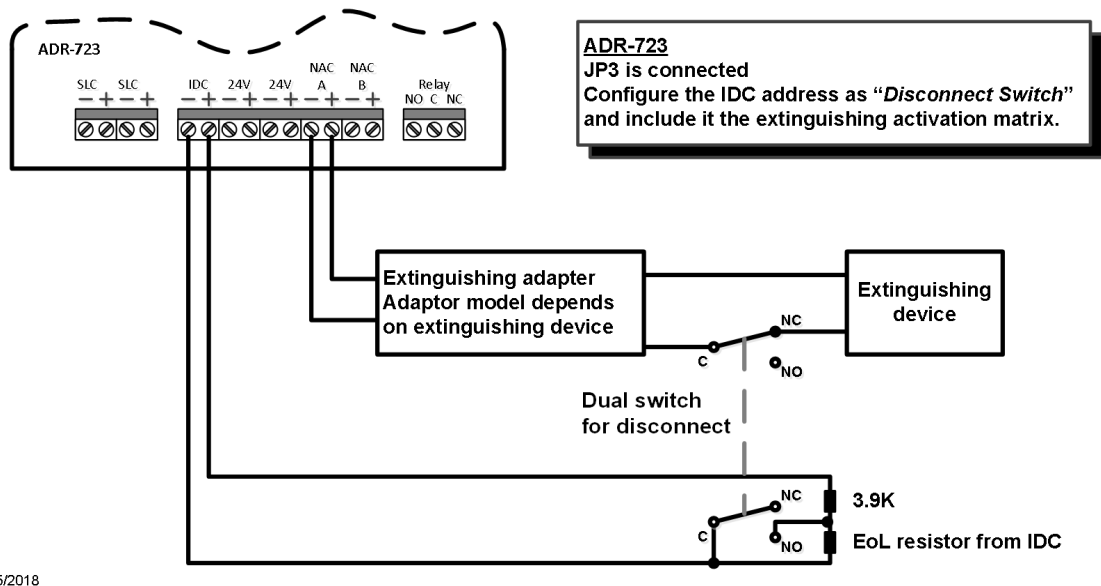 ADR-723
SLC SLC IDC 24V 24V NAC A NAC B Relay
− + − + − + − + − + − + − + NO C NC
ADR-723
JP3 is connected
Configure the IDC address as “Disconnect Switch”
and include it the extinguishing activation matrix.
Extinguishing adapter
Adaptor model depends
on extinguishing device
Extinguishing
device
NC
C
NO
Dual switch
for disconnect
NC
3.9K
C
NO
EoL resistor from IDC
5/2018